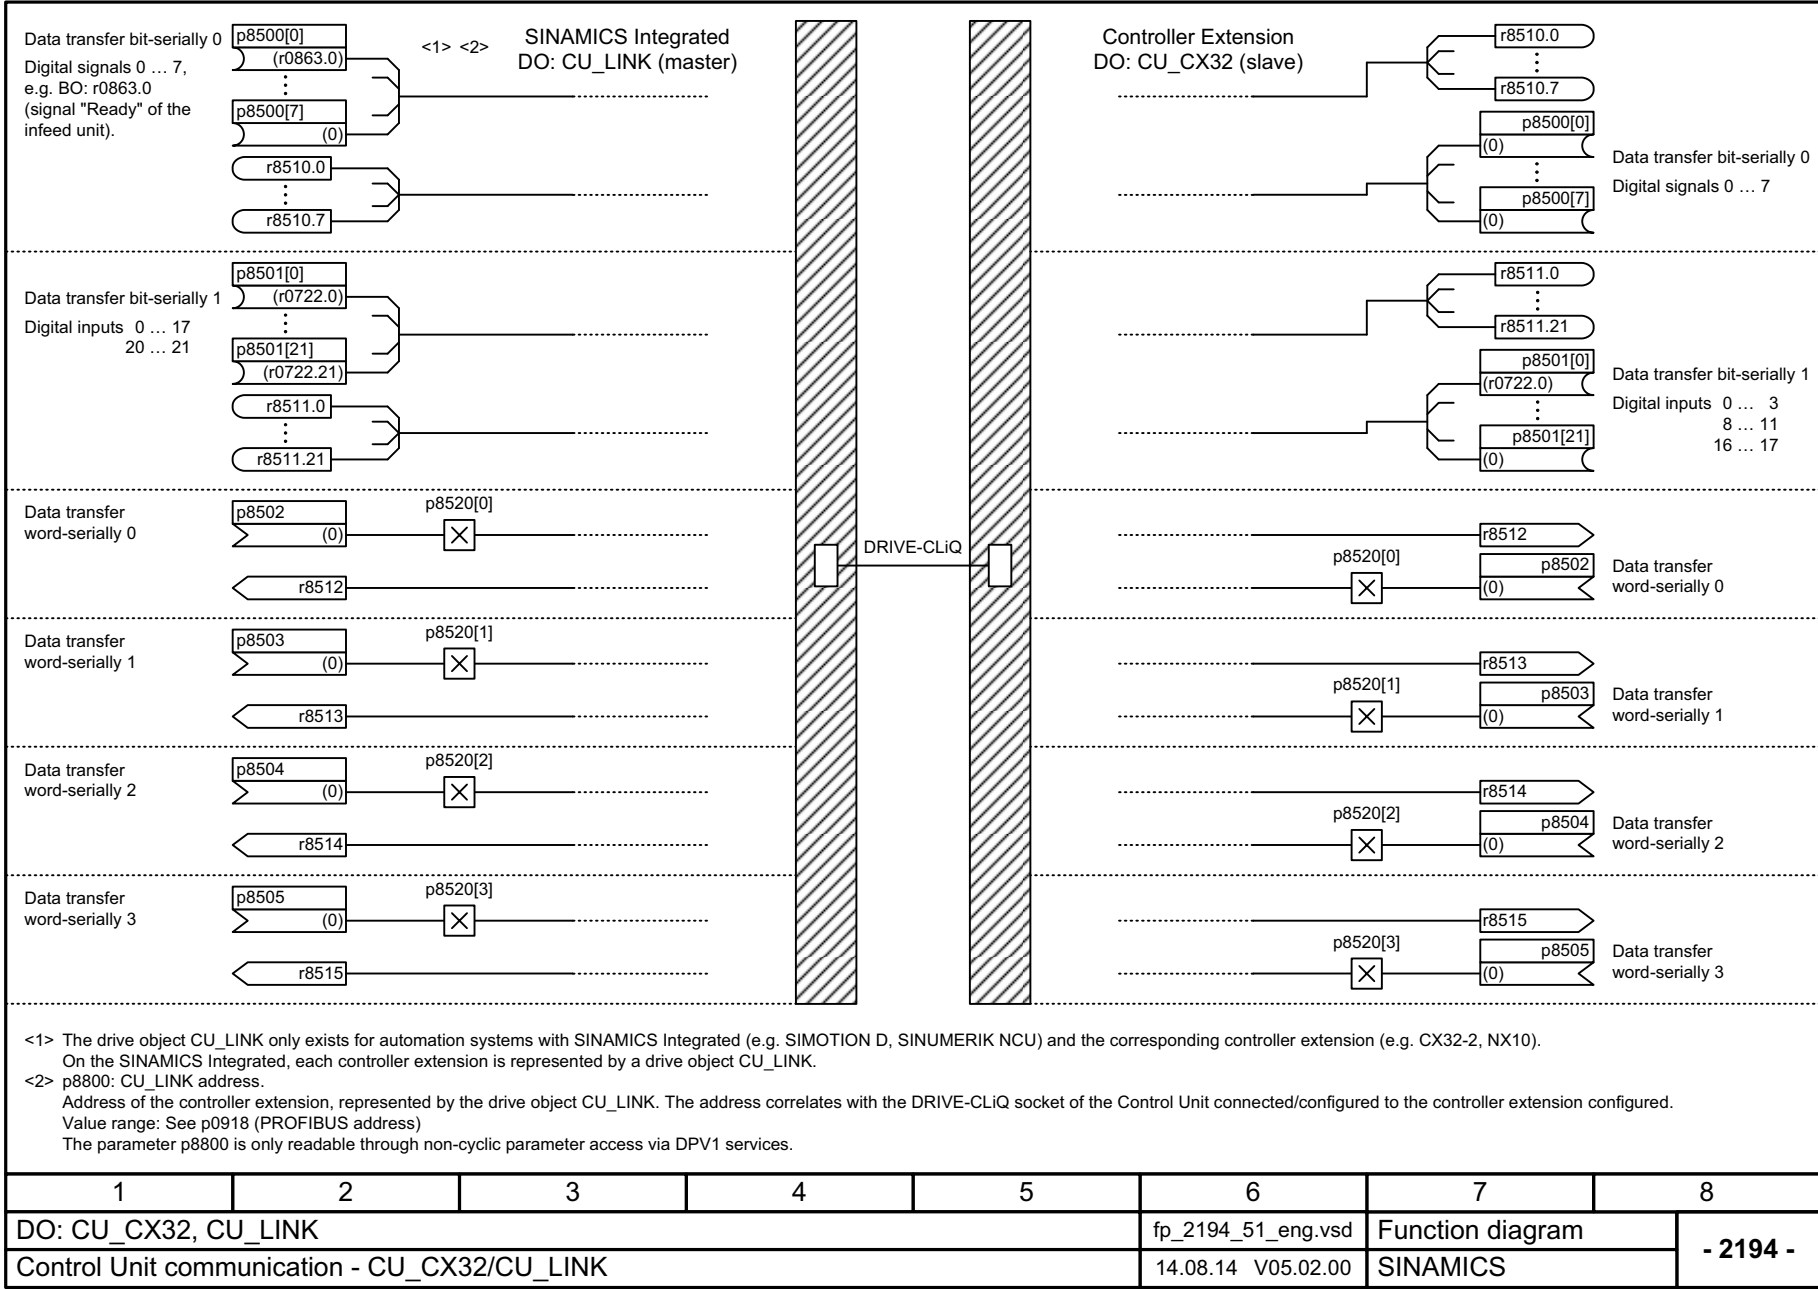 Data transfer bit-serially 0
Digital signals 0 … 7,
e.g. BO: r0863.0
(signal "Ready" of the
infeed unit).
p8500[0]
(r0863.0)
p8500[7]
(0)
r8510.0
r8510.7
<1> <2>
SINAMICS Integrated
DO: CU_LINK (master)
Controller Extension
DO: CU_CX32 (slave)
r8510.0
r8510.7
p8500[0]
(0)
p8500[7]
(0)
Data transfer bit-serially 0
Digital signals 0 … 7
Data transfer bit-serially 1
Digital inputs 0 … 17
20 … 21
p8501[0]
(r0722.0)
p8501[21]
(r0722.21)
r8511.0
r8511.21
r8511.0
r8511.21
p8501[0]
(r0722.0)
p8501[21]
(0)
Data transfer bit-serially 1
Digital inputs 0 … 3
8 … 11
16 … 17
Data transfer
word-serially 0
p8502
(0)
p8520[0]
r8512
DRIVE-CLiQ
r8512
p8520[0]
p8502
(0)
Data transfer
word-serially 0
Data transfer
word-serially 1
p8503
(0)
p8520[1]
r8513
r8513
p8520[1]
p8503
(0)
Data transfer
word-serially 1
Data transfer
word-serially 2
p8504
(0)
p8520[2]
r8514
r8514
p8520[2]
p8504
(0)
Data transfer
word-serially 2
Data transfer
word-serially 3
p8505
(0)
p8520[3]
r8515
r8515
p8520[3]
p8505
(0)
Data transfer
word-serially 3
<1> The drive object CU_LINK only exists for automation systems with SINAMICS Integrated (e.g. SIMOTION D, SINUMERIK NCU) and the corresponding controller extension (e.g. CX32-2, NX10).
On the SINAMICS Integrated, each controller extension is represented by a drive object CU_LINK.
<2> p8800: CU_LINK address.
Address of the controller extension, represented by the drive object CU_LINK. The address correlates with the DRIVE-CLiQ socket of the Control Unit connected/configured to the controller extension configured.
Value range: See p0918 (PROFIBUS address)
The parameter p8800 is only readable through non-cyclic parameter access via DPV1 services.
1 2 3 4 5 6 7 8
DO: CU_CX32, CU_LINK
fp_2194_51_eng.vsd
Function diagram
- 2194 -
Control Unit communication - CU_CX32/CU_LINK
14.08.14 V05.02.00
SINAMICS